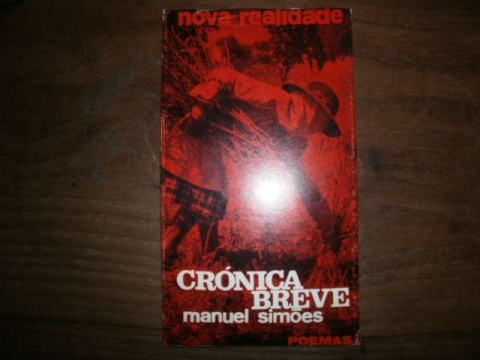 nova realidade
CRÓNICA
BREVE
manuel simões
POEMAS